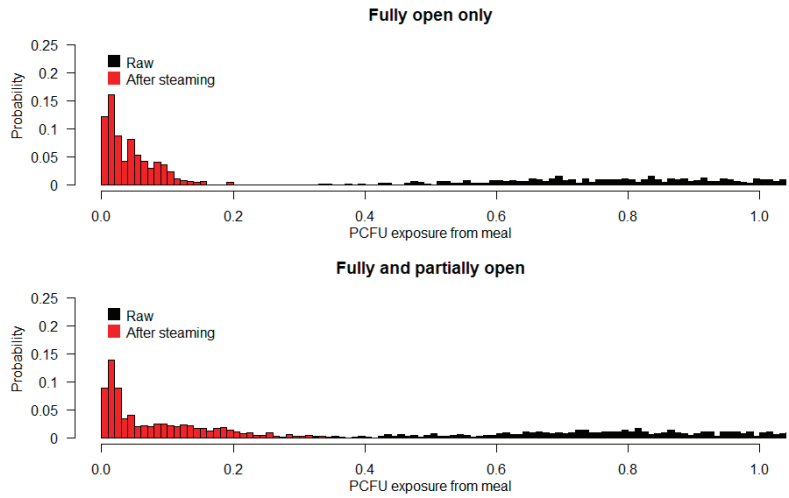 Fully open only
0.25
0.2
0.15
0.1
0.05
0
Probability
Raw
After steaming
0.0 0.2 0.4 0.6 0.8 1.0
PCFU exposure from meal
Fully and partially open
0.25
0.2
0.15
0.1
0.05
0
Probability
Raw
After steaming
0.0 0.2 0.4 0.6 0.8 1.0
PCFU exposure from meal